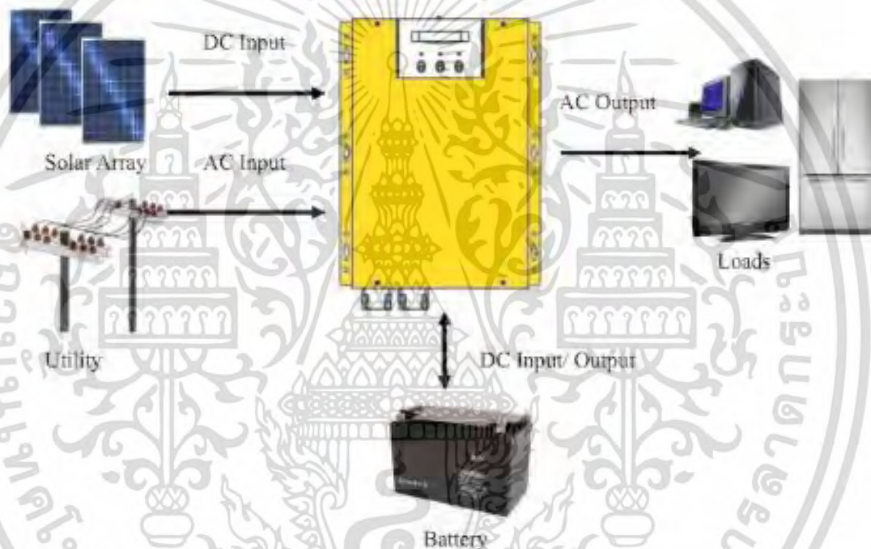 DC Input
Solar Array
AC Input
Utility
AC Output
Loads
DC Input/ Output
Battery